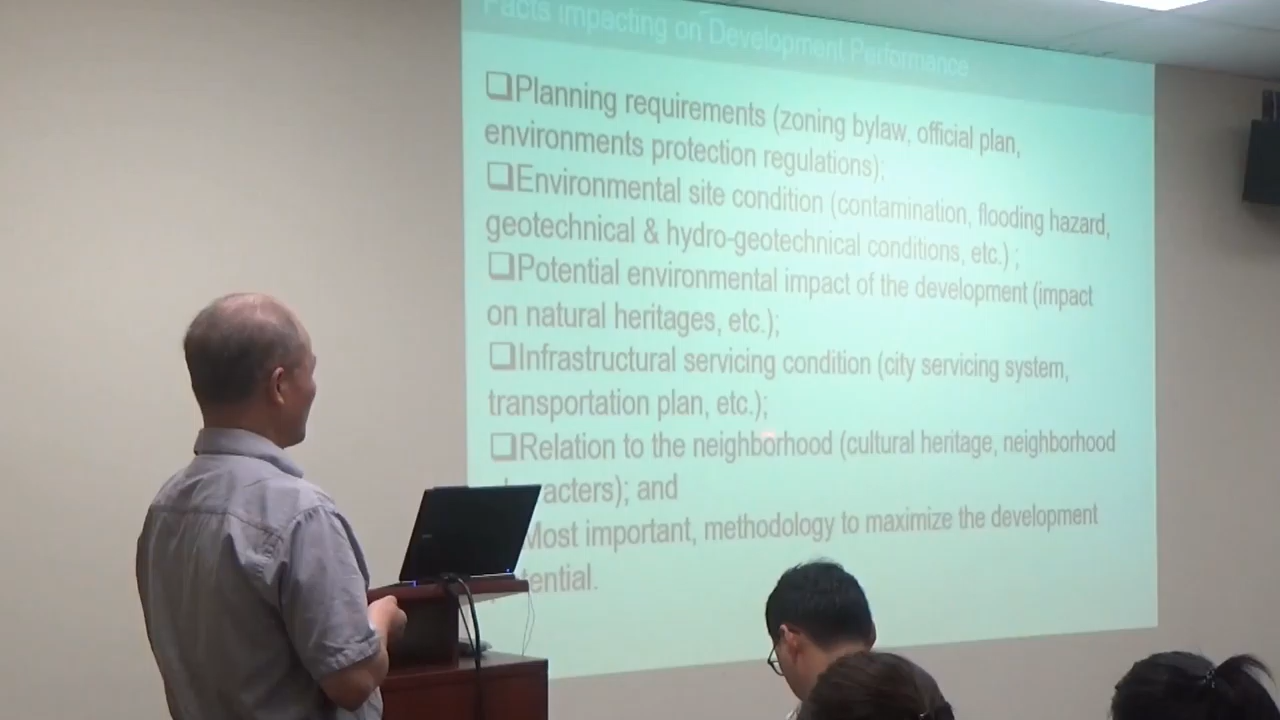 Facts Impacting on Development Performance
❑Planning requirements (zoning bylaw, official plan,
environments protection regulations);
❑Environmental site condition (contamination, flooding hazard,
geotechnical & hydro-geotechnical conditions, etc.) ;
❑Potential environmental impact of the development (impact
on natural heritages, etc.);
❑Infrastructural servicing condition (city servicing system,
transportation plan, etc.);
❑Relation to the neighborhood (cultural heritage, neighborhood
acters); and
Most important, methodology to maximize the development
ential.